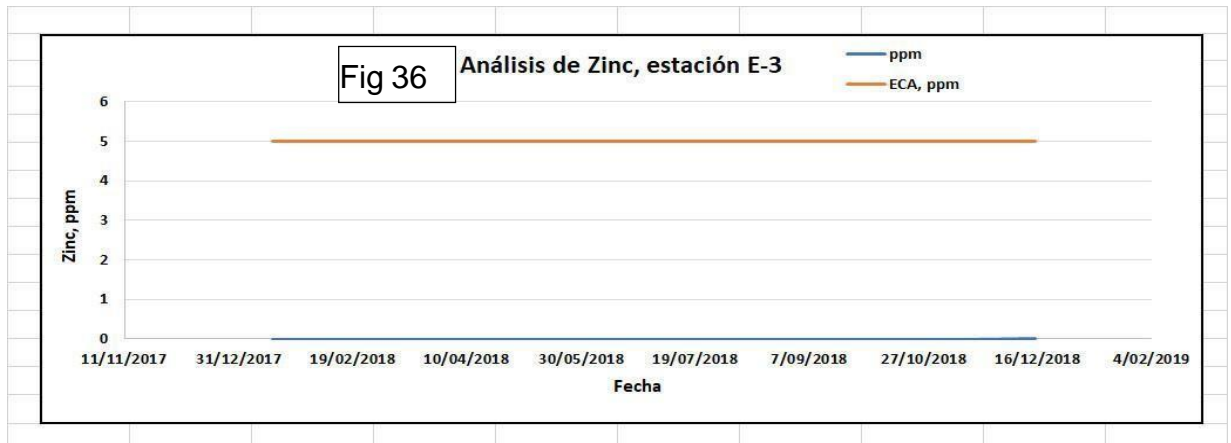 Fig 36
Análisis de Zinc, estación E-3
ppm
ECA, ppm
6
5
4
3
2
1
0
Zinc, ppm
11/11/2017 31/12/2017 19/02/2018 10/04/2018 30/05/2018 19/07/2018 7/09/2018 27/10/2018 16/12/2018 4/02/2019
Fecha